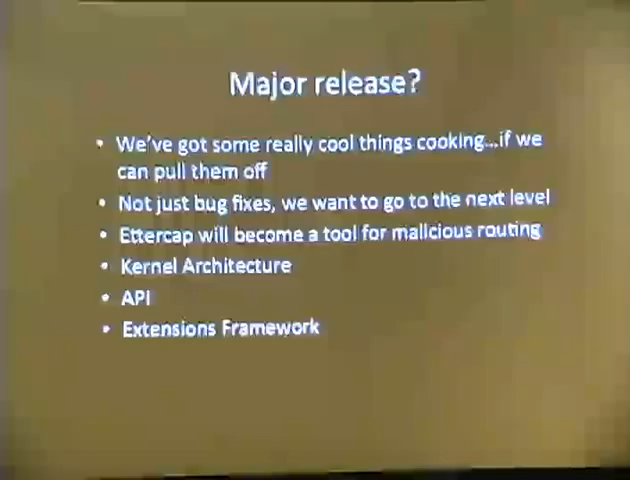 Major release?
• We've got some really cool things cooking...if we
can pull them off
• Not just bug fixes, we want to go to the next level
• Ettercap will become a tool for malicious routing
• Kernel Architecture
• API
• Extensions Framework